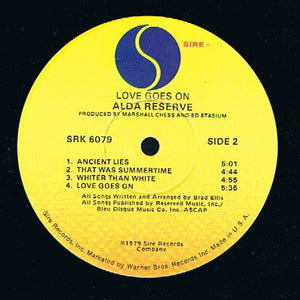 SIRE
LOVE GOES ON
ALDA RESERVE
PRODUCED BY MARSHALL CHESS AND ED STASIUM
SRK 6079
SIDE 2
1. ANCIENT LIES 5:01
2. THAT WAS SUMMERTIME 4:44
3. WHITER THAN WHITE 4:55
4. LOVE GOES ON 5:36
All Songs Written and Arranged by Brad Ellis
All Songs Published by Reserved Music, Inc./
Bleu Disque Music Co. Inc.-ASCAP
℗1979 Sire Records
Company
Sire Records, Inc. Marketed by Warner Bros. Records Inc. Made in U.S.A.